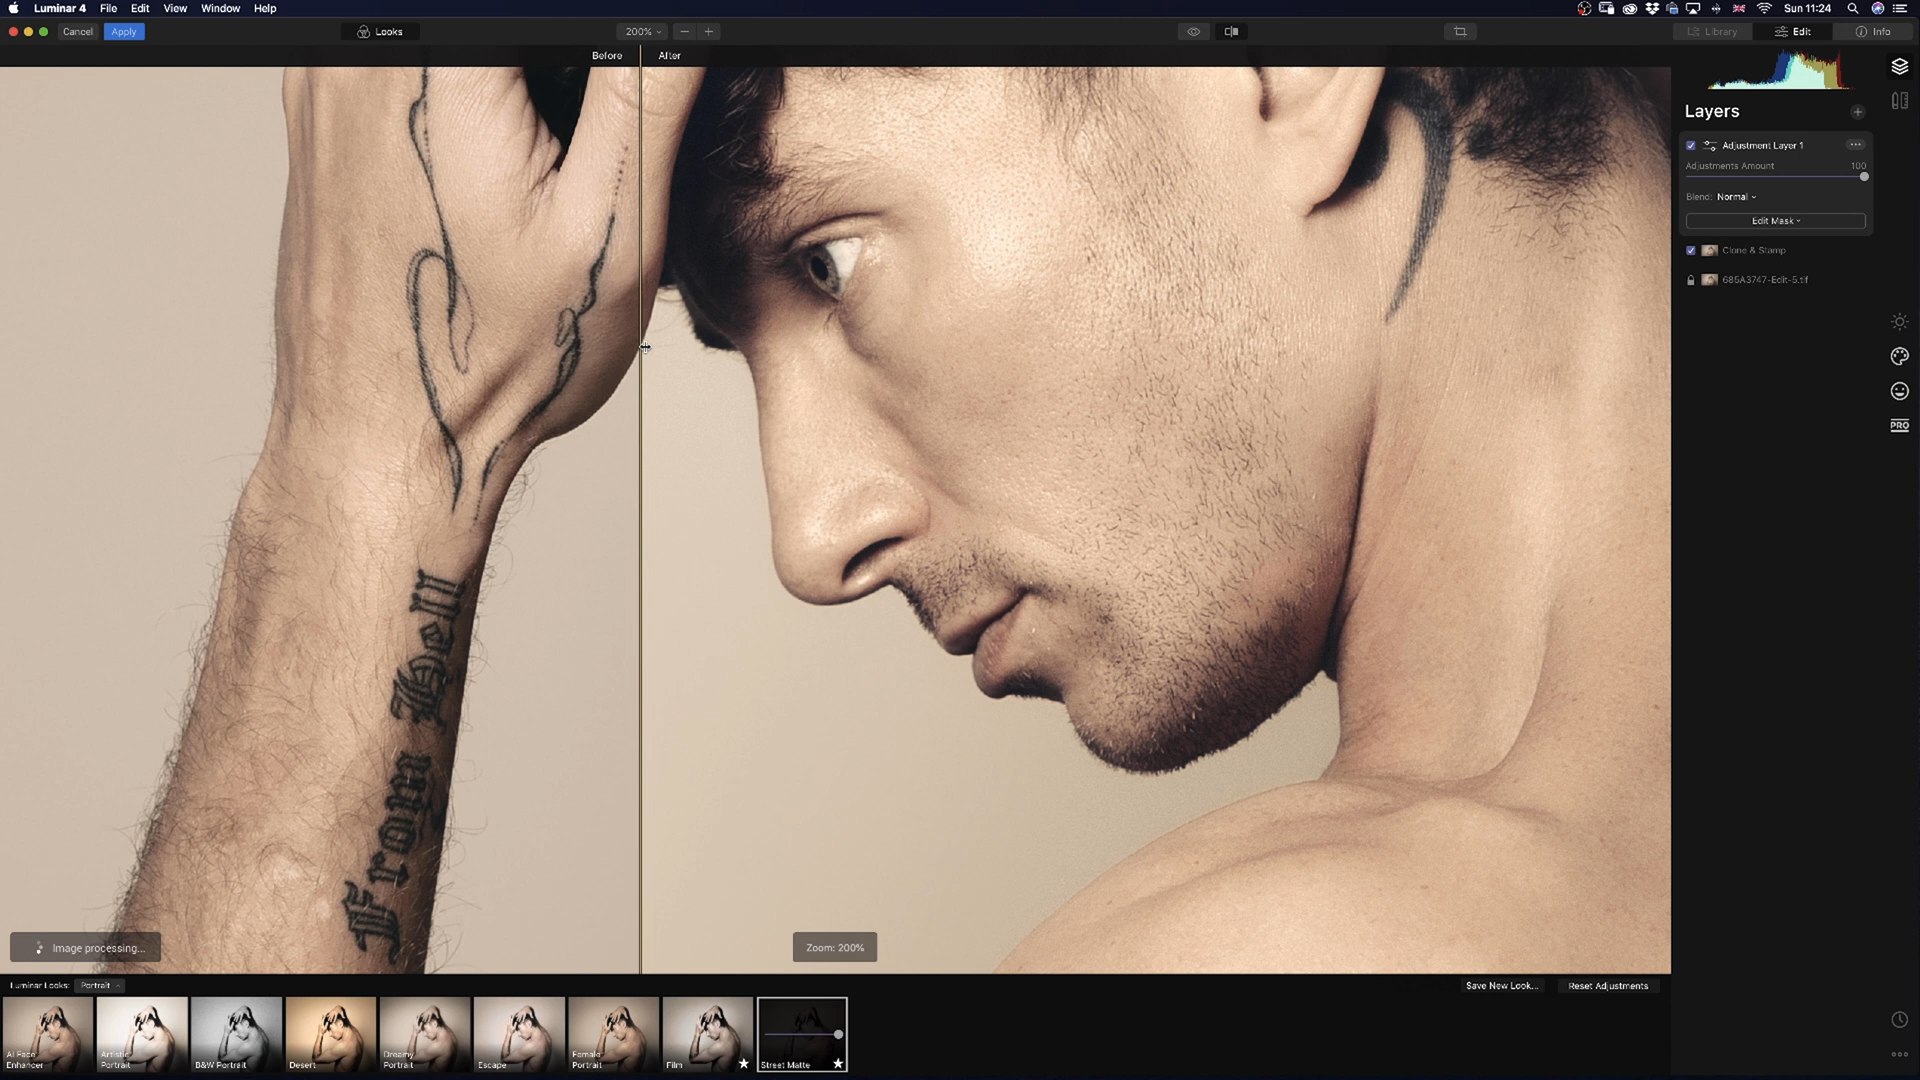 Luminar 4 File Edit View Window Help Sun 11:24
Cancel Apply Looks 200% Library Edit Info
Before After
Layers
Adjustment Layer 1
Adjustments Amount 100
Blend: Normal
Edit Mask
Clone & Stamp
685A3747-Edit-5.tif
PRO
From Hell
Image processing...
Zoom: 200%
Luminar Looks: Portrait Save New Look... Reset Adjustments
AI Face Enhancer
Artistic Portrait
B&W Portrait
Desert
Dreamy Portrait
Escape
Female Portrait
Film
Street Matte